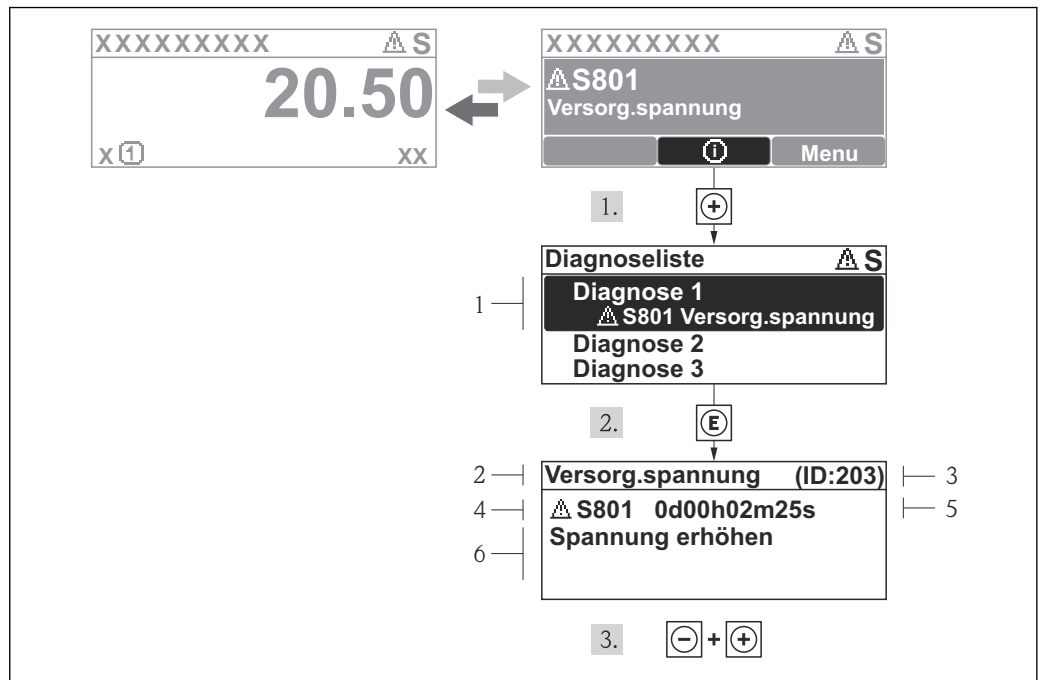 XXXXXXXXX ⚠ S
20.50
X ① XX
XXXXXXXXX ⚠ S
⚠ S801
Versorg.spannung
ⓘ Menu
1. +
Diagnoseliste ⚠ S
1
Diagnose 1
⚠ S801 Versorg.spannung
Diagnose 2
Diagnose 3
2. E
2 Versorg.spannung (ID:203) 3
4 ⚠ S801 0d00h02m25s 5
6 Spannung erhöhen
3. - + +